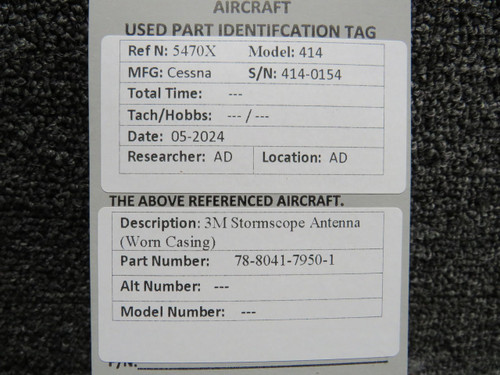 AIRCRAFT
USED PART IDENTIFCATION TAG
Ref N: 5470X Model: 414
MFG: Cessna S/N: 414-0154
Total Time: ---
Tach/Hobbs: --- / ---
Date: 05-2024
Researcher: AD Location: AD
THE ABOVE REFERENCED AIRCRAFT.
Description: 3M Stormscope Antenna
(Worn Casing)
Part Number: 78-8041-7950-1
Alt Number: ---
Model Number: ---
P/N: